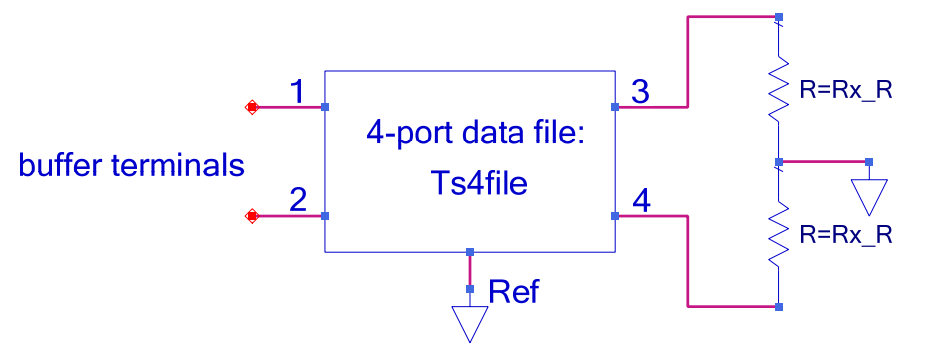 1
3
R=Rx_R
4-port data file:
buffer terminals
Ts4file
2
4
R=Rx_R
Ref